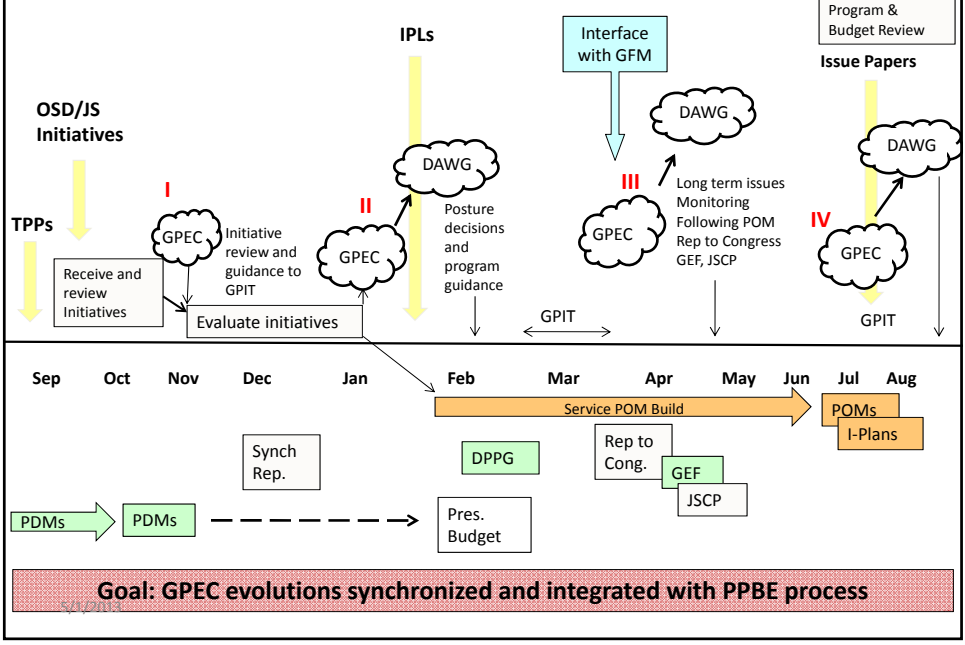 Program &
Budget Review
IPLs
Interface
with GFM
Issue Papers
OSD/JS
Initiatives
DAWG
DAWG
DAWG
I
II
III
IV
TPPs
GPEC
GPEC
GPEC
GPEC
Initiative
review and
guidance to
GPIT
Posture
decisions
and
program
guidance
Long term issues
Monitoring
Following POM
Rep to Congress
GEF, JSCP
Receive and
review
Initiatives
Evaluate initiatives
GPIT
GPIT
Sep Oct Nov Dec Jan Feb Mar Apr May Jun Jul Aug
Service POM Build
POMs
I-Plans
Synch
Rep.
DPPG
Rep to
Cong.
GEF
JSCP
PDMs
PDMs
Pres.
Budget
Goal: GPEC evolutions synchronized and integrated with PPBE process
5/1/2013